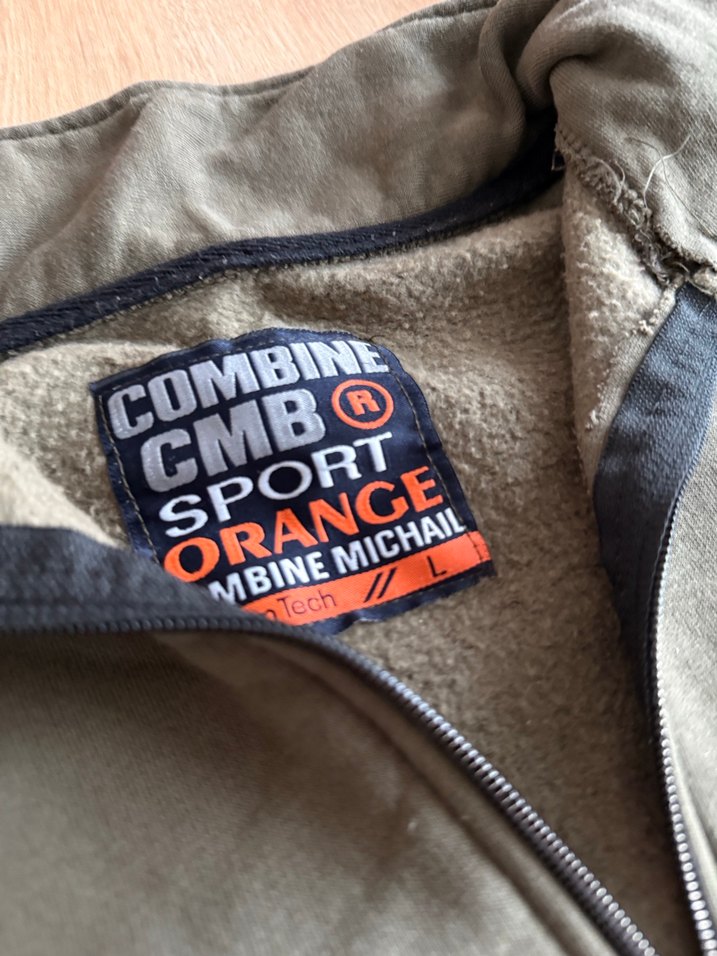 COMBINE
CMB ®
SPORT
ORANGE
MBINE MICHAIL
Tech // L